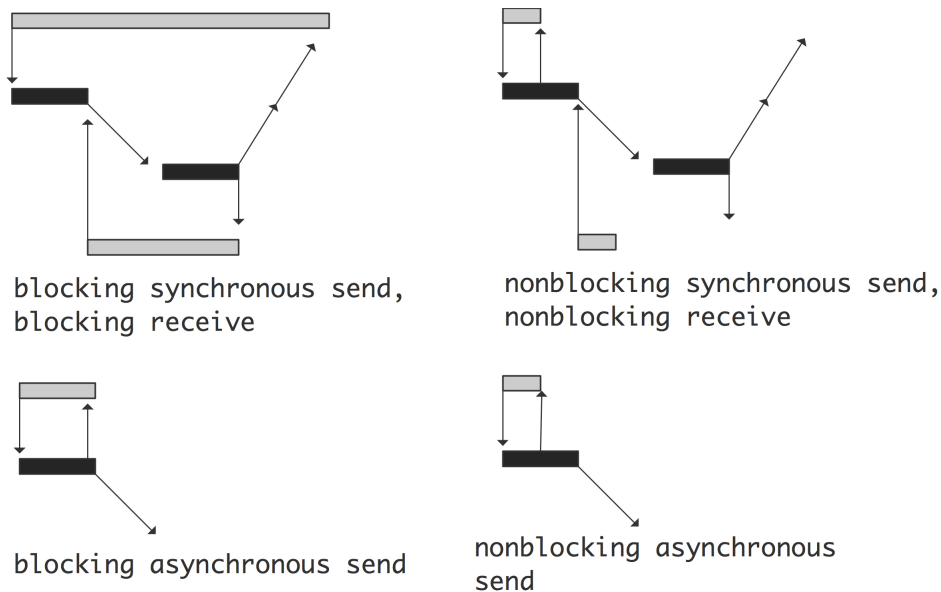 blocking synchronous send,
blocking receive
nonblocking synchronous send,
nonblocking receive
blocking asynchronous send
nonblocking asynchronous
send